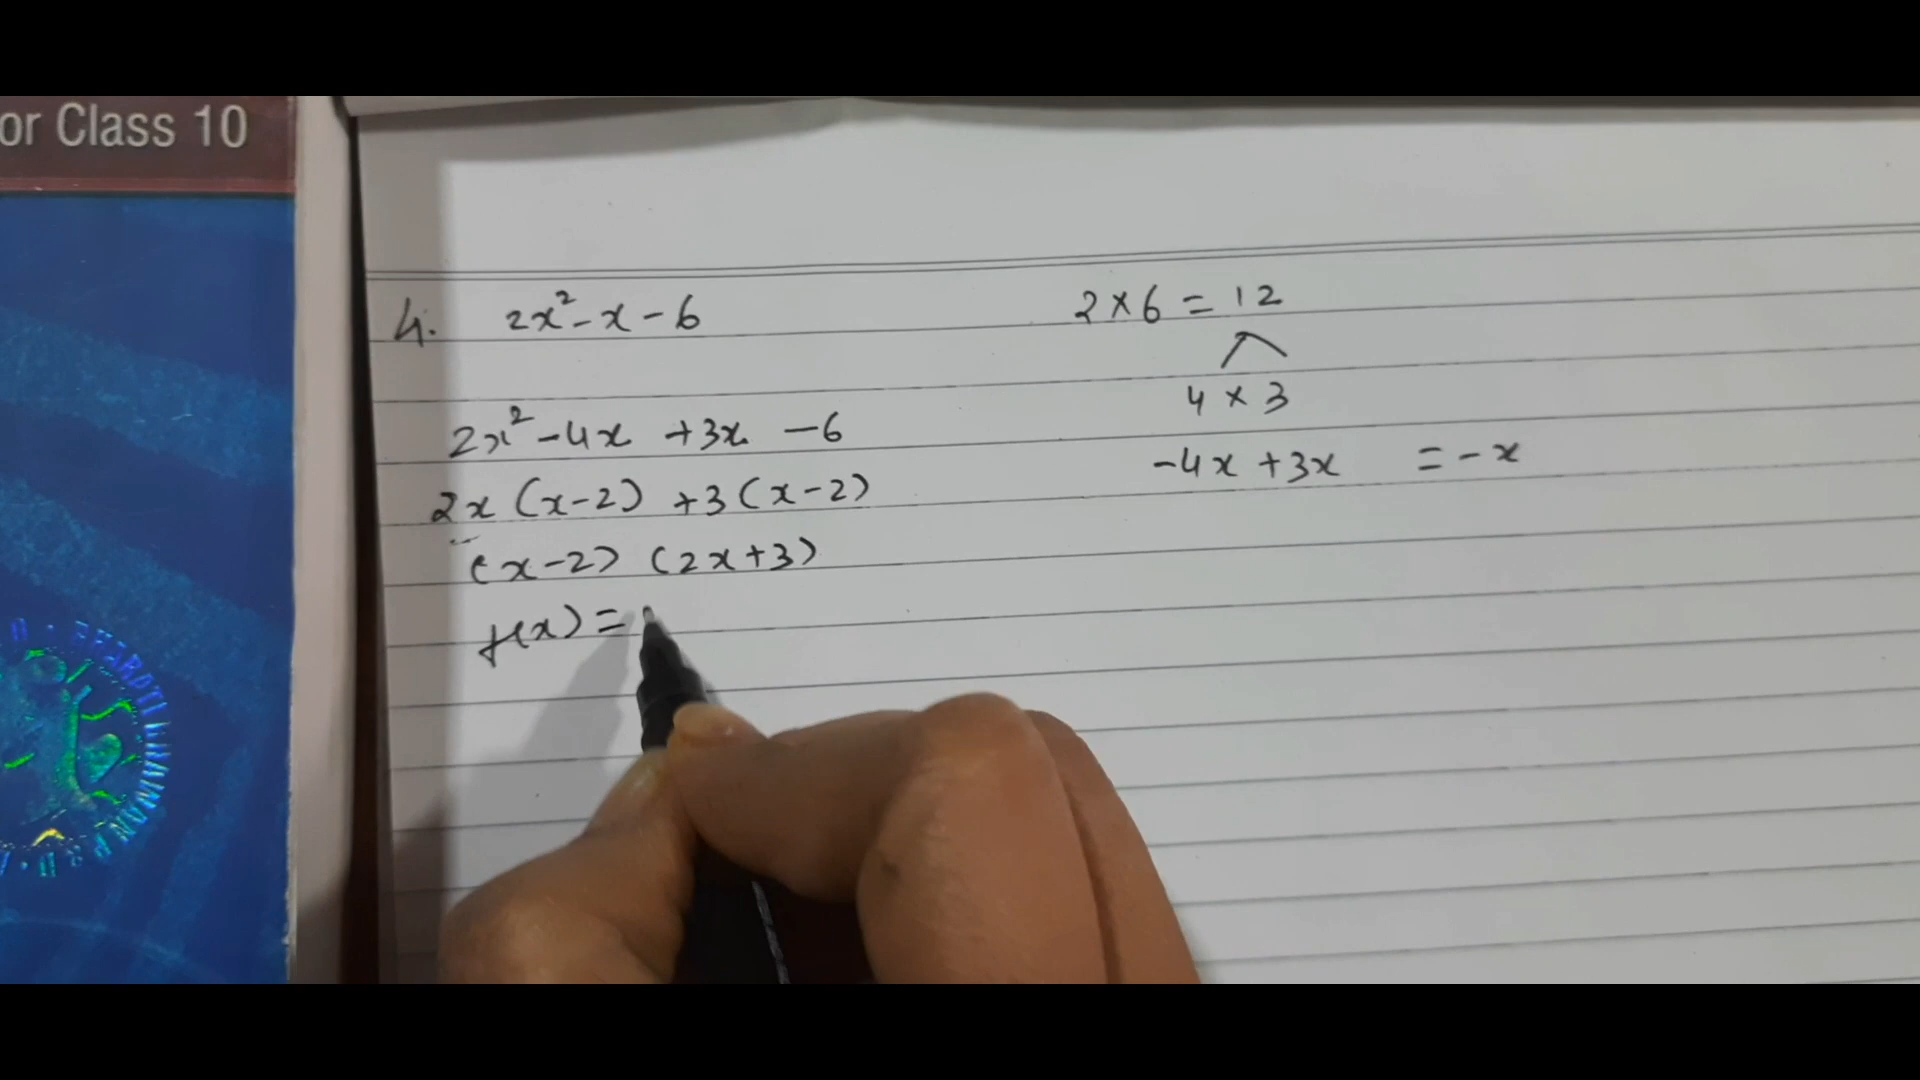 or Class 10
4. 2x² - x - 6
2 × 6 = 12
4 × 3
2x² - 4x + 3x - 6
-4x + 3x = -x
2x (x-2) + 3 (x-2)
(x-2) (2x+3)
f(x) =